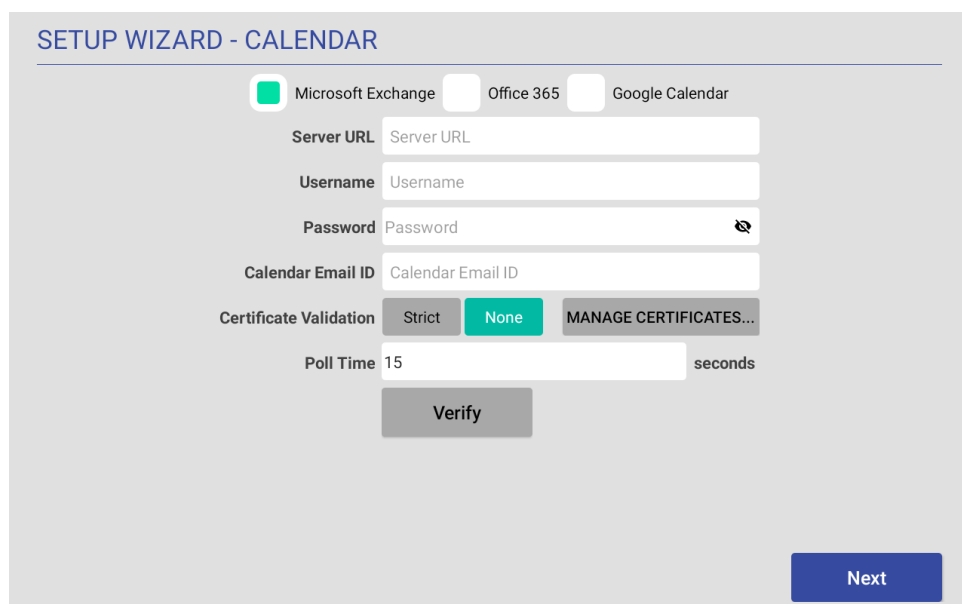 SETUP WIZARD - CALENDAR
Microsoft Exchange Office 365 Google Calendar
Server URL Server URL
Username Username
Password Password
Calendar Email ID Calendar Email ID
Certificate Validation Strict None MANAGE CERTIFICATES...
Poll Time 15 seconds
Verify
Next